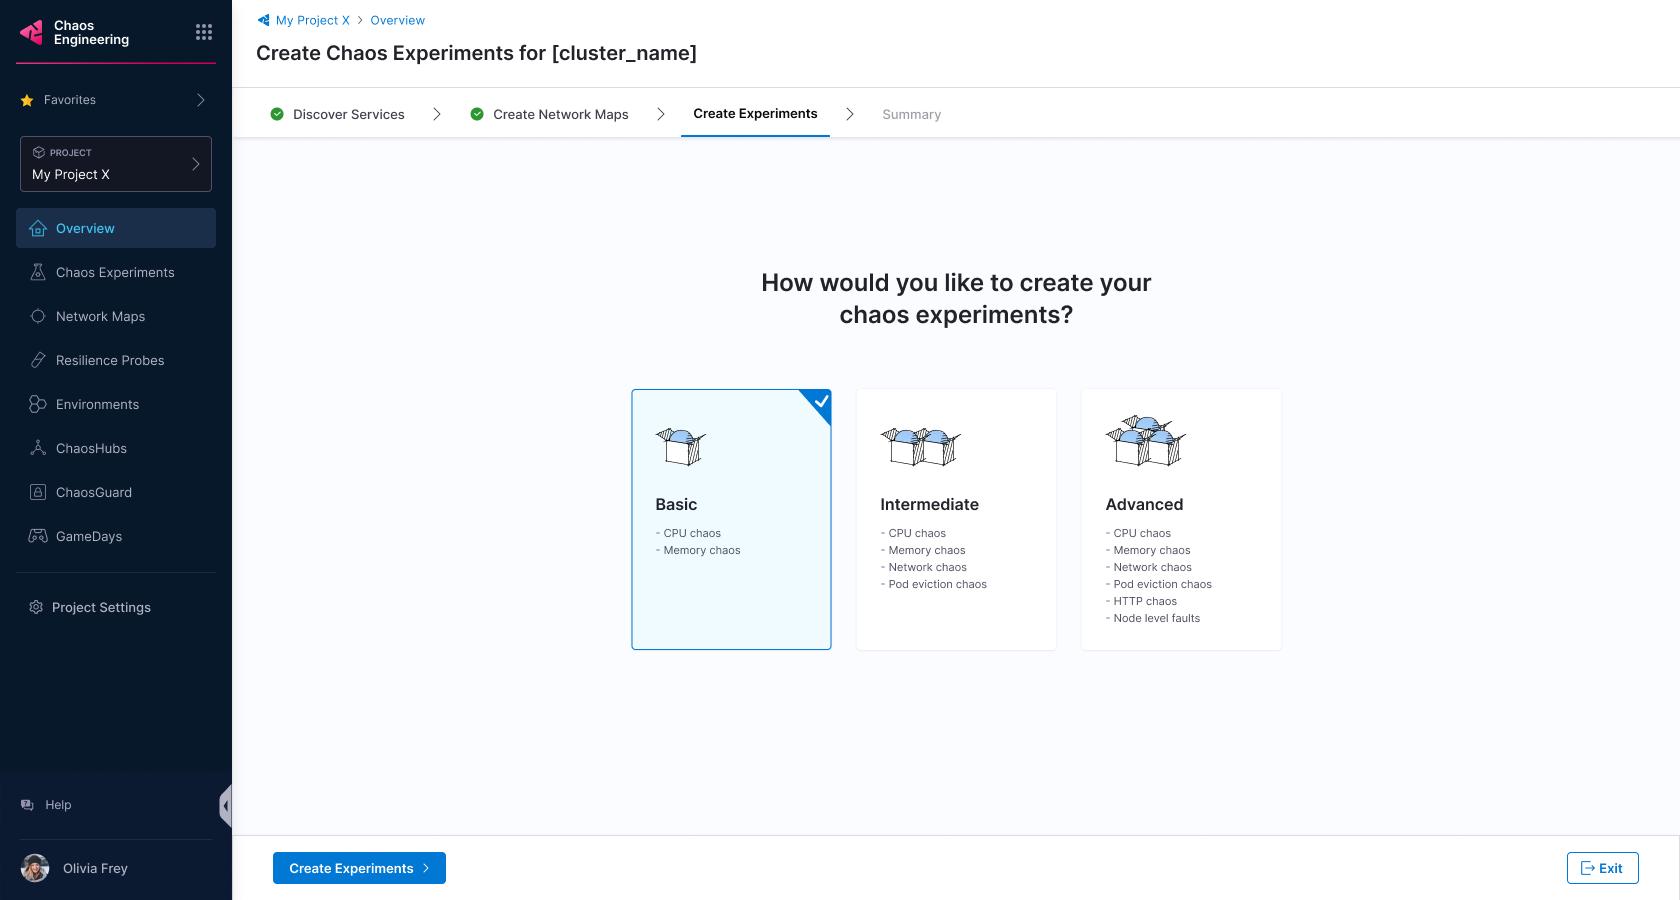 Chaos
Engineering
Favorites
PROJECT
My Project X
Overview
Chaos Experiments
Network Maps
Resilience Probes
Environments
ChaosHubs
ChaosGuard
GameDays
Project Settings
Help
Olivia Frey
My Project X > Overview
Create Chaos Experiments for [cluster_name]
Discover Services
Create Network Maps
Create Experiments
Summary
How would you like to create your
chaos experiments?
Basic
- CPU chaos
- Memory chaos
Intermediate
- CPU chaos
- Memory chaos
- Network chaos
- Pod eviction chaos
Advanced
- CPU chaos
- Memory chaos
- Network chaos
- Pod eviction chaos
- HTTP chaos
- Node level faults
Create Experiments
Exit